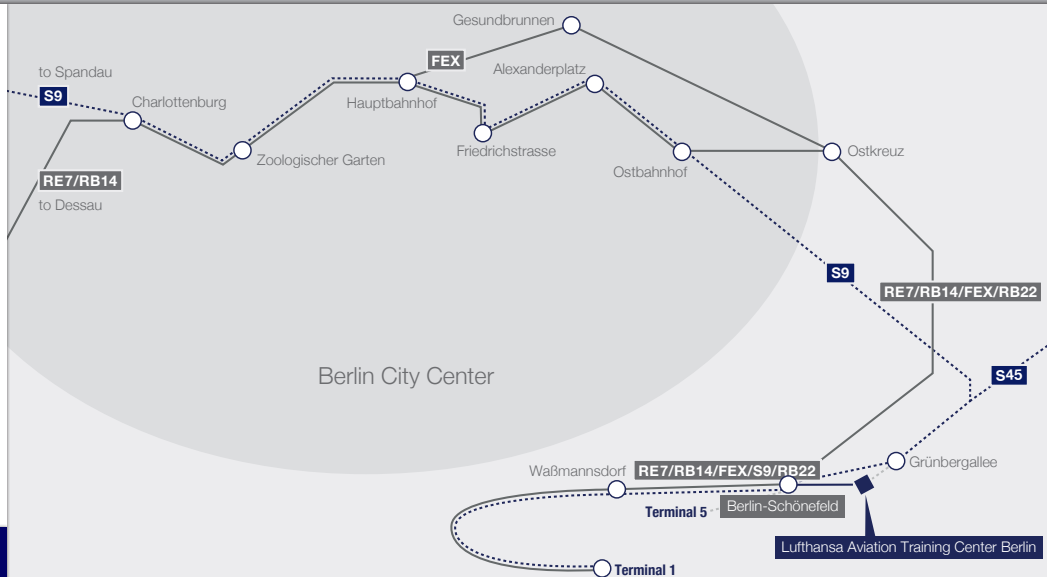 Gesundbrunnen
FEX
to Spandau
Alexanderplatz
S9
Charlottenburg
Hauptbahnhof
Zoologischer Garten
Friedrichstrasse
Ostbahnhof
Ostkreuz
RE7/RB14
to Dessau
S9
RE7/RB14/FEX/RB22
Berlin City Center
S45
Waßmannsdorf
RE7/RB14/FEX/S9/RB22
Grünbergallee
Terminal 5
Berlin-Schönefeld
Lufthansa Aviation Training Center Berlin
Terminal 1